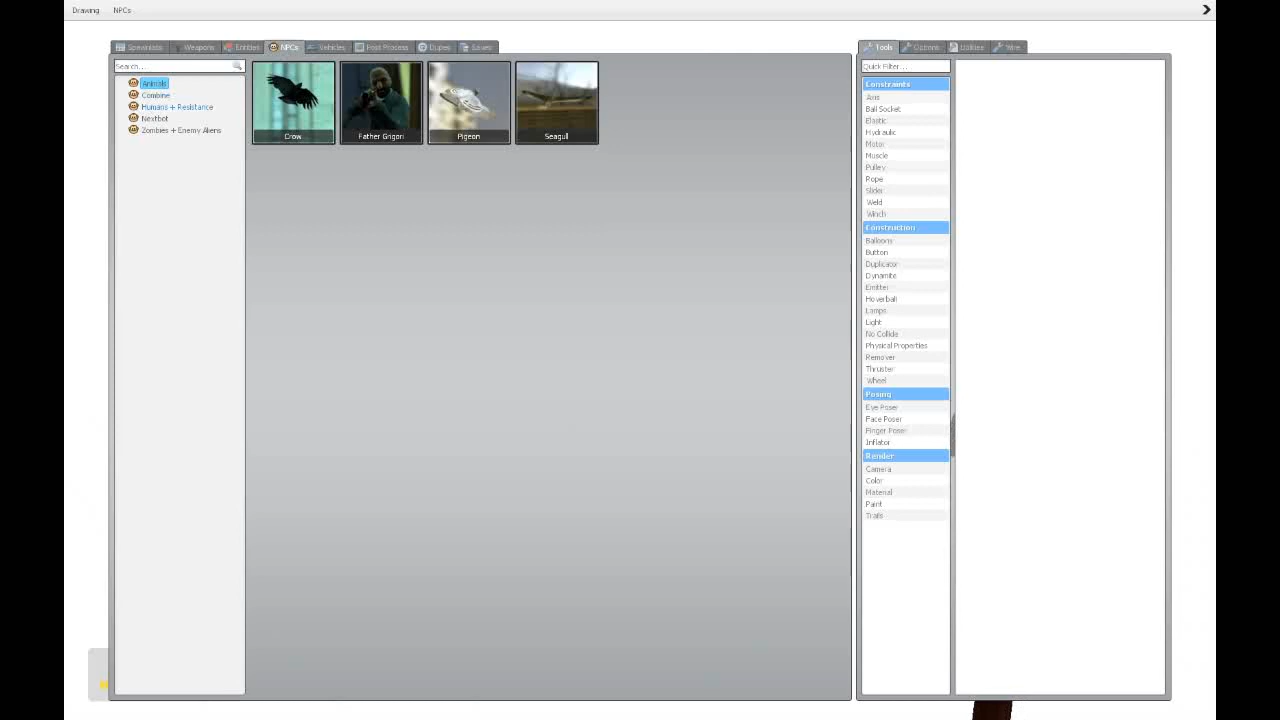 Drawing NPCs
Spawnlists Weapons Entities NPCs Vehicles Post Process Dupes Saves
Search...
Animals
Combine
Humans + Resistance
Nextbot
Zombies + Enemy Aliens
Crow Father Grigori Pigeon Seagull
Tools Options Utilities Wire
Quick Filter...
Constraints
Axis
Ball Socket
Elastic
Hydraulic
Motor
Muscle
Pulley
Rope
Slider
Weld
Winch
Construction
Balloons
Button
Duplicator
Dynamite
Emitter
Hoverball
Lamps
Light
No Collide
Physical Properties
Remover
Thruster
Wheel
Posing
Eye Poser
Face Poser
Finger Poser
Inflator
Render
Camera
Color
Material
Paint
Trails